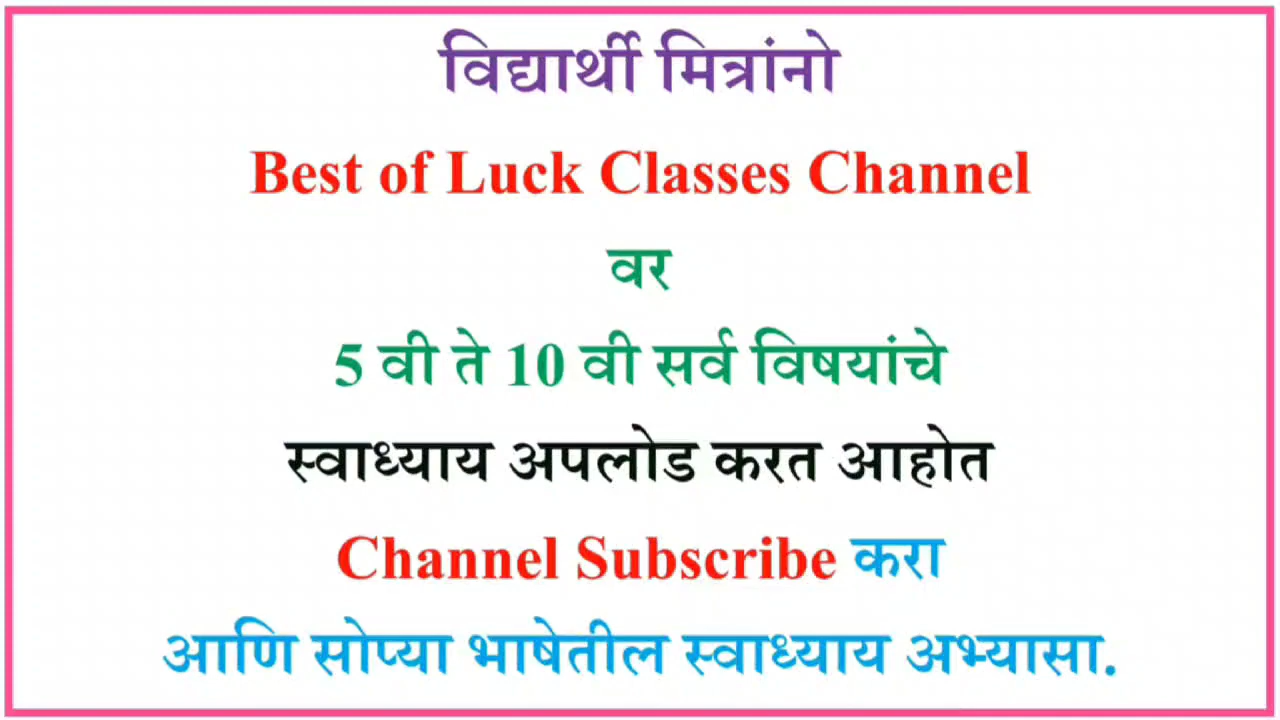 विद्यार्थी मित्रांनो
Best of Luck Classes Channel
वर
5 वी ते 10 वी सर्व विषयांचे
स्वाध्याय अपलोड करत आहोत
Channel Subscribe करा
आणि सोप्या भाषेतील स्वाध्याय अभ्यासा.